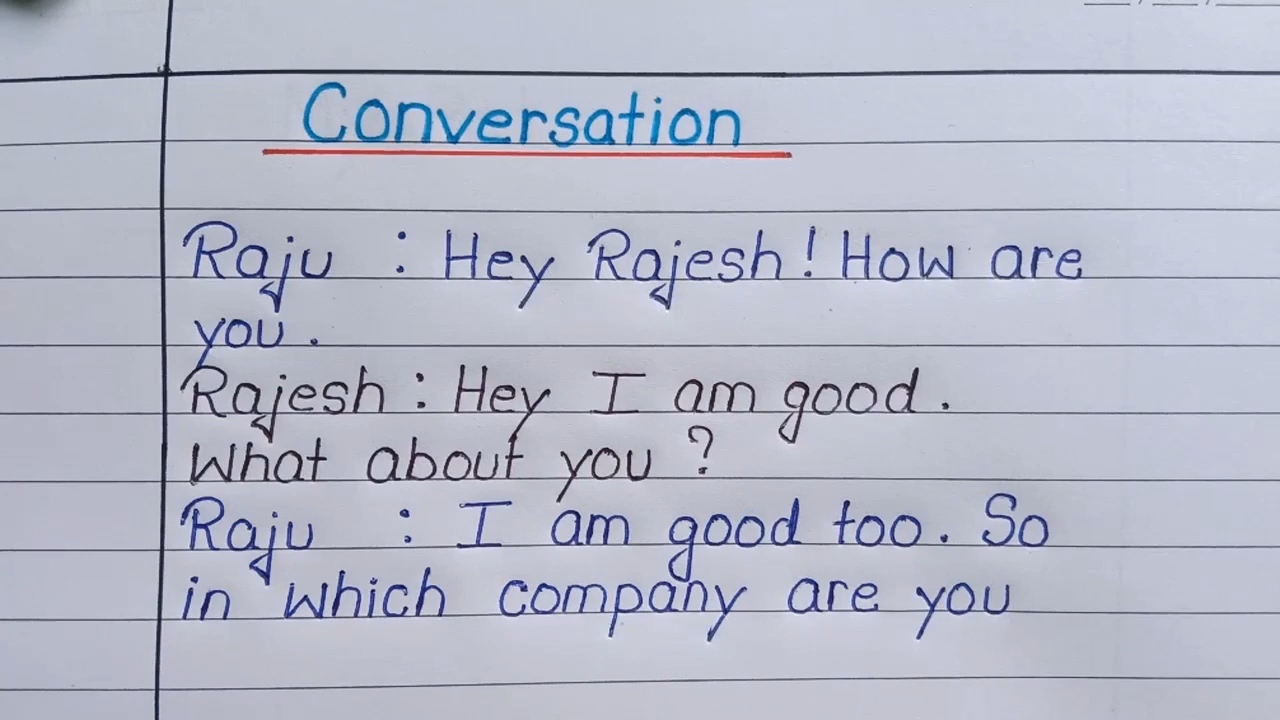 Conversation
Raju : Hey Rajesh! How are
you.
Rajesh : Hey I am good.
What about you ?
Raju : I am good too. So
in which company are you